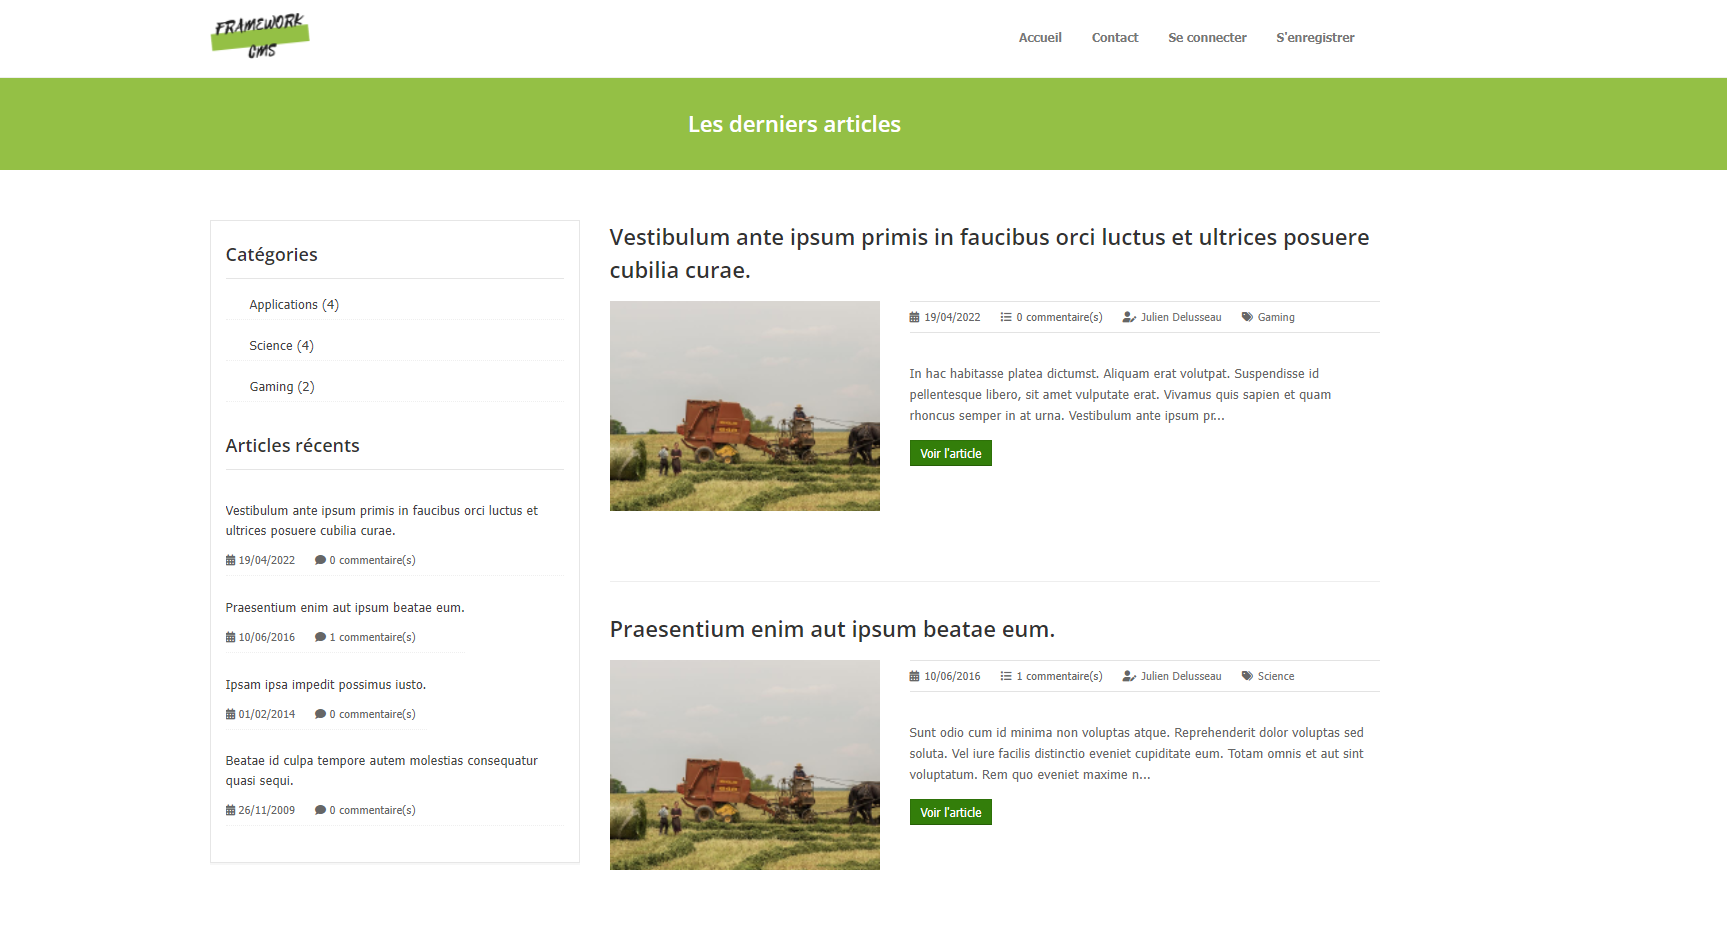 FRAMEWORK
CMS
Accueil Contact Se connecter S'enregistrer
Les derniers articles
Catégories
Applications (4)
Science (4)
Gaming (2)
Articles récents
Vestibulum ante ipsum primis in faucibus orci luctus et
ultrices posuere cubilia curae.
19/04/2022 0 commentaire(s)
Praesentium enim aut ipsum beatae eum.
10/06/2016 1 commentaire(s)
Ipsam ipsa impedit possimus iusto.
01/02/2014 0 commentaire(s)
Beatae id culpa tempore autem molestias consequatur
quasi sequi.
26/11/2009 0 commentaire(s)
Vestibulum ante ipsum primis in faucibus orci luctus et ultrices posuere
cubilia curae.
19/04/2022 0 commentaire(s) Julien Delusseau Gaming
In hac habitasse platea dictumst. Aliquam erat volutpat. Suspendisse id
pellentesque libero, sit amet vulputate erat. Vivamus quis sapien et quam
rhoncus semper in at urna. Vestibulum ante ipsum pr...
Voir l'article
Praesentium enim aut ipsum beatae eum.
10/06/2016 1 commentaire(s) Julien Delusseau Science
Sunt odio cum id minima non voluptas atque. Reprehenderit dolor voluptas sed
soluta. Vel iure facilis distinctio eveniet cupiditate eum. Totam omnis et aut sint
voluptatum. Rem quo eveniet maxime n...
Voir l'article